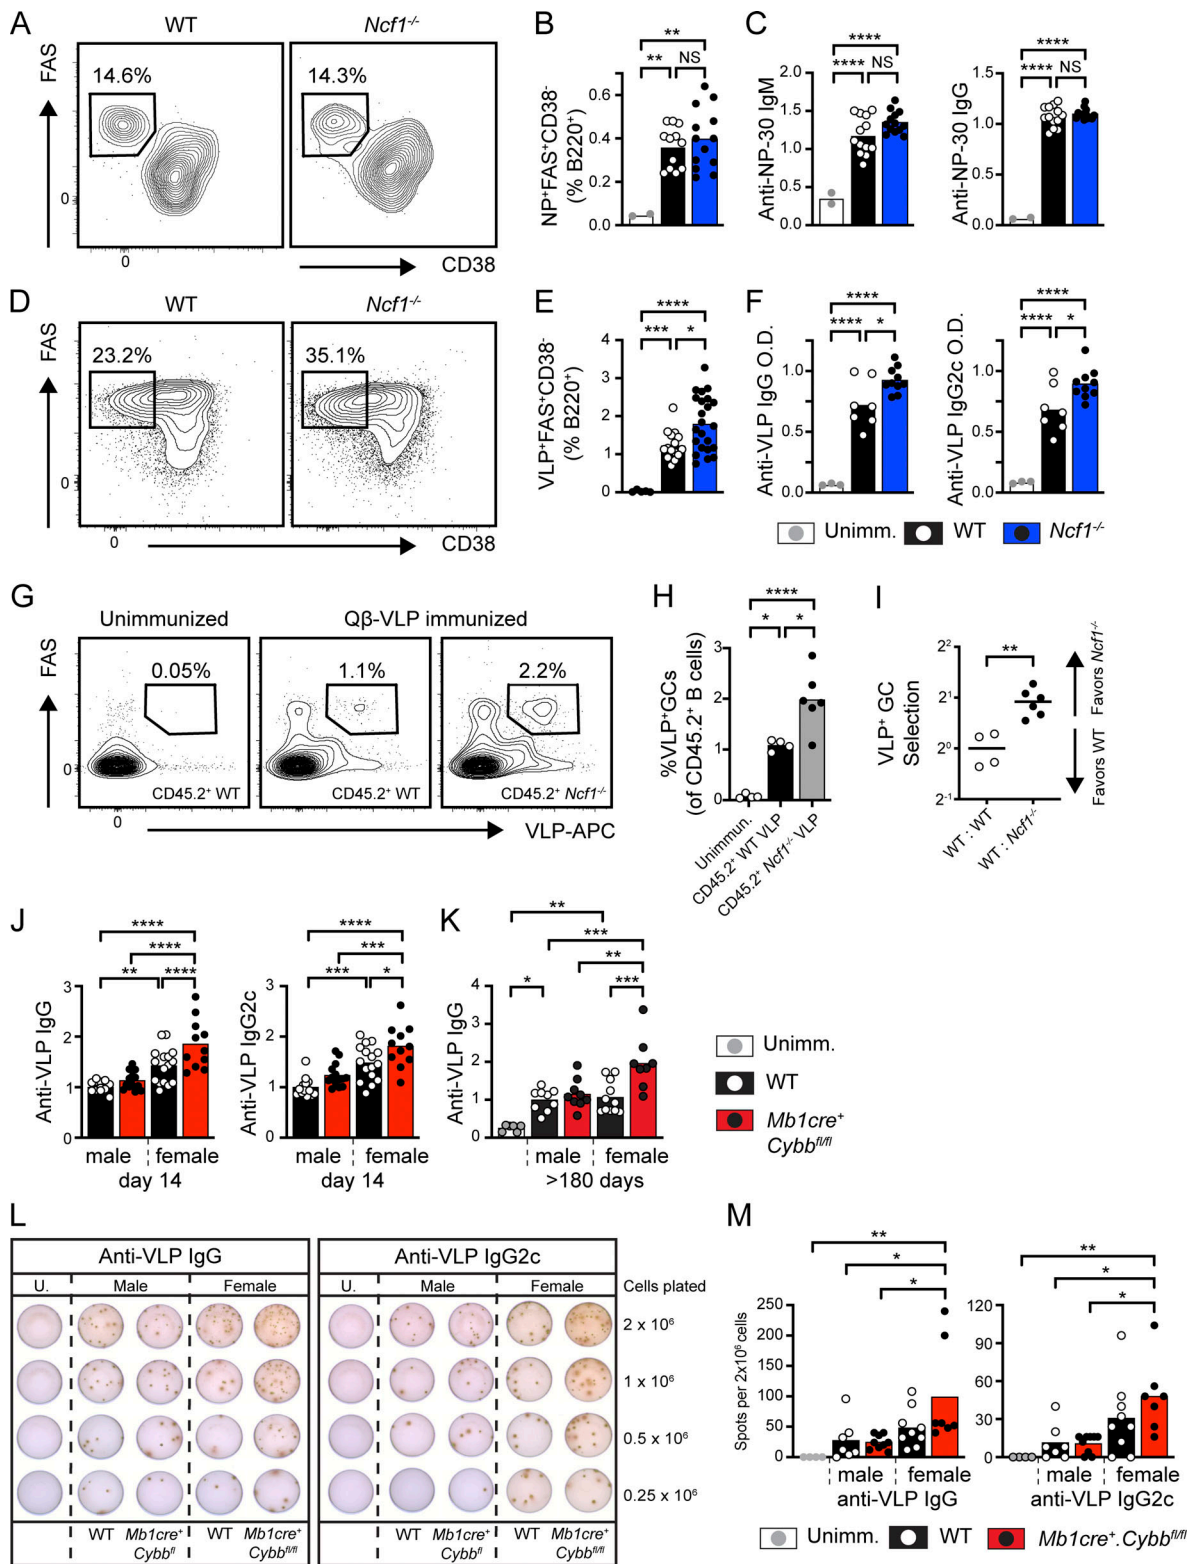 A
WT
Ncf1-/-
FAS
14.6%
14.3%
0
0
CD38
B
**
**
NS
NP+FAS+CD38-
(% B220+)
0.6
0.4
0.2
0.0
C
****
****
NS
Anti-NP-30 IgM
2.0
1.5
1.0
0.5
0.0
****
****
NS
Anti-NP-30 IgG
1.5
1.0
0.5
0.0
D
WT
Ncf1-/-
FAS
23.2%
35.1%
0
0
CD38
E
****
***
*
VLP+FAS+CD38-
(% B220+)
4
3
2
1
0
F
****
****
*
Anti-VLP IgG O.D.
1.0
0.5
0.0
****
****
*
Anti-VLP IgG2c O.D.
1.0
0.5
0.0
Unimm.
WT
Ncf1-/-
G
Unimmunized
Qβ-VLP immunized
FAS
0.05%
1.1%
2.2%
0
CD45.2+ WT
CD45.2+ WT
CD45.2+ Ncf1-/-
0
VLP-APC
H
****
*
*
%VLP+GCs
(of CD45.2+ B cells)
3
2
1
0
Unimmun.
CD45.2+ WT VLP
CD45.2+ Ncf1-/- VLP
I
**
VLP+ GC
Selection
2²
2¹
2⁰
2⁻¹
WT : WT
WT : Ncf1-/-
Favors Ncf1-/-
Favors WT
J
****
****
**
****
Anti-VLP IgG
3
2
1
0
male
female
day 14
****
***
***
*
Anti-VLP IgG2c
3
2
1
0
male
female
day 14
K
**
***
**
*
***
Anti-VLP IgG
4
3
2
1
0
male
female
>180 days
Unimm.
WT
Mb1cre+
Cybbfl/fl
L
Anti-VLP IgG
Anti-VLP IgG2c
U.
Male
Female
U.
Male
Female
Cells plated
2 x 10⁶
1 x 10⁶
0.5 x 10⁶
0.25 x 10⁶
WT
Mb1cre+
Cybbfl
WT
Mb1cre+
Cybbfl/fl
WT
Mb1cre+
Cybbfl
WT
Mb1cre+
Cybbfl/fl
M
**
*
*
Spots per 2x10⁶ cells
250
200
150
100
50
0
male
female
anti-VLP IgG
**
*
*
120
90
60
30
0
male
female
anti-VLP IgG2c
Unimm.
WT
Mb1cre+.Cybbfl/fl